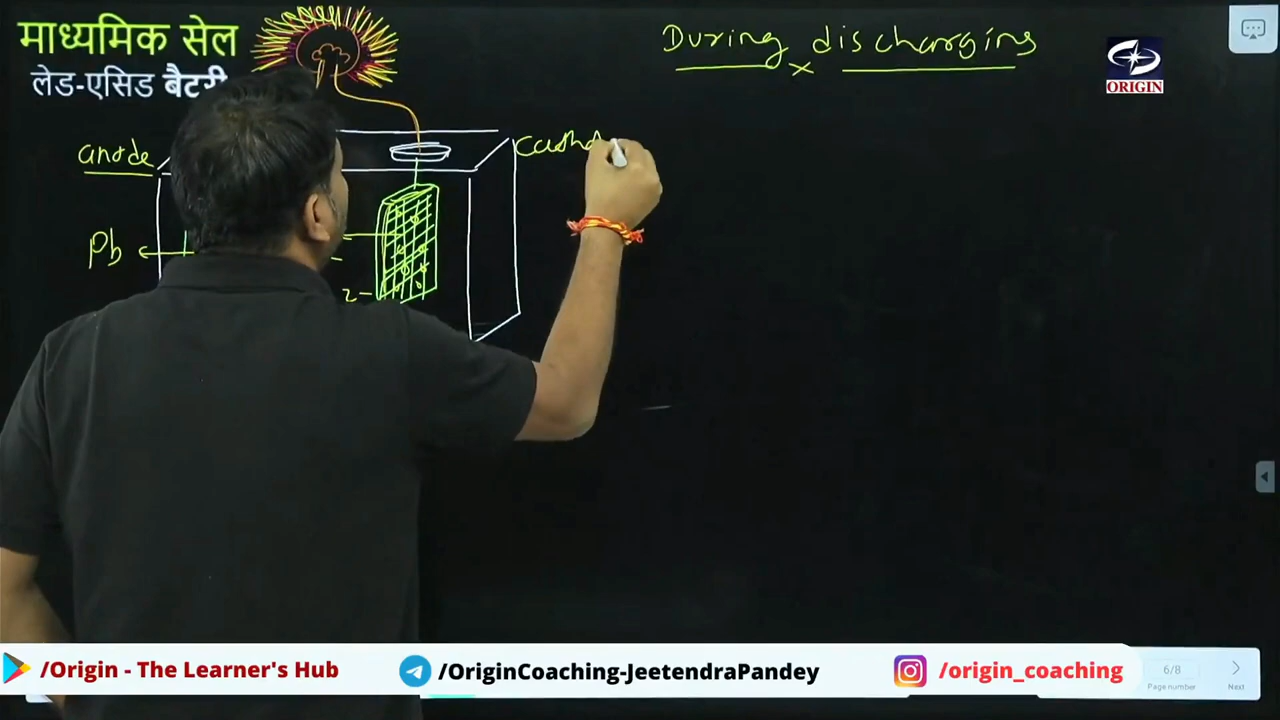 माध्यमिक सेल
लेड-एसिड बैटरी
During discharging
ORIGIN
anode
Pb
/Origin - The Learner's Hub
/OriginCoaching-JeetendraPandey
/origin_coaching
6/8
Page number
Next